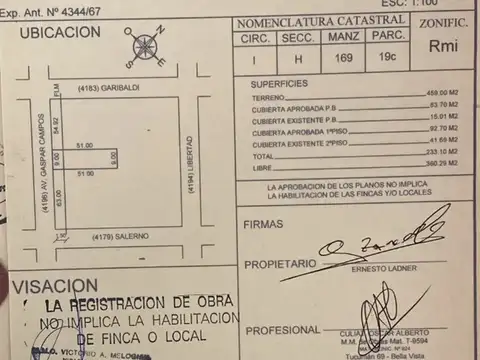 Exp. Ant. Nº 4344/67
ESC: 1:100
UBICACION
N
O
E
S
(4183) GARIBALDI
FLM
54.92
(4198) AV. GASPAR CAMPOS
51.00
9.00
9.00
51.00
63.00
(4194) LIBERTAD
(4179) SALERNO
NOMENCLATURA CATASTRAL
ZONIFIC.
CIRC. SECC. MANZ PARC.
Rmi
I H 169 19c
SUPERFICIES
TERRENO 459.00 M2
CUBIERTA APROBADA P.B. 83.70 M2
CUBIERTA EXISTENTE P.B. 15.01 M2
CUBIERTA APROBADA 1ºPISO 92.70 M2
CUBIERTA EXISTENTE 2ºPISO 41.69 M2
TOTAL 233.10 M2
LIBRE 360.29 M2
LA APROBACION DE LOS PLANOS NO IMPLICA
LA HABILITACION DE LAS FINCAS Y/O LOCALES
FIRMAS
PROPIETARIO
ERNESTO LADNER
PROFESIONAL
OSCAR ALBERTO
T-9594
Tucuman 69 - Bella Vista
VISACION
LA REGISTRACION DE OBRA
NO IMPLICA LA HABILITACION
DE FINCA O LOCAL
VICTORIO A.